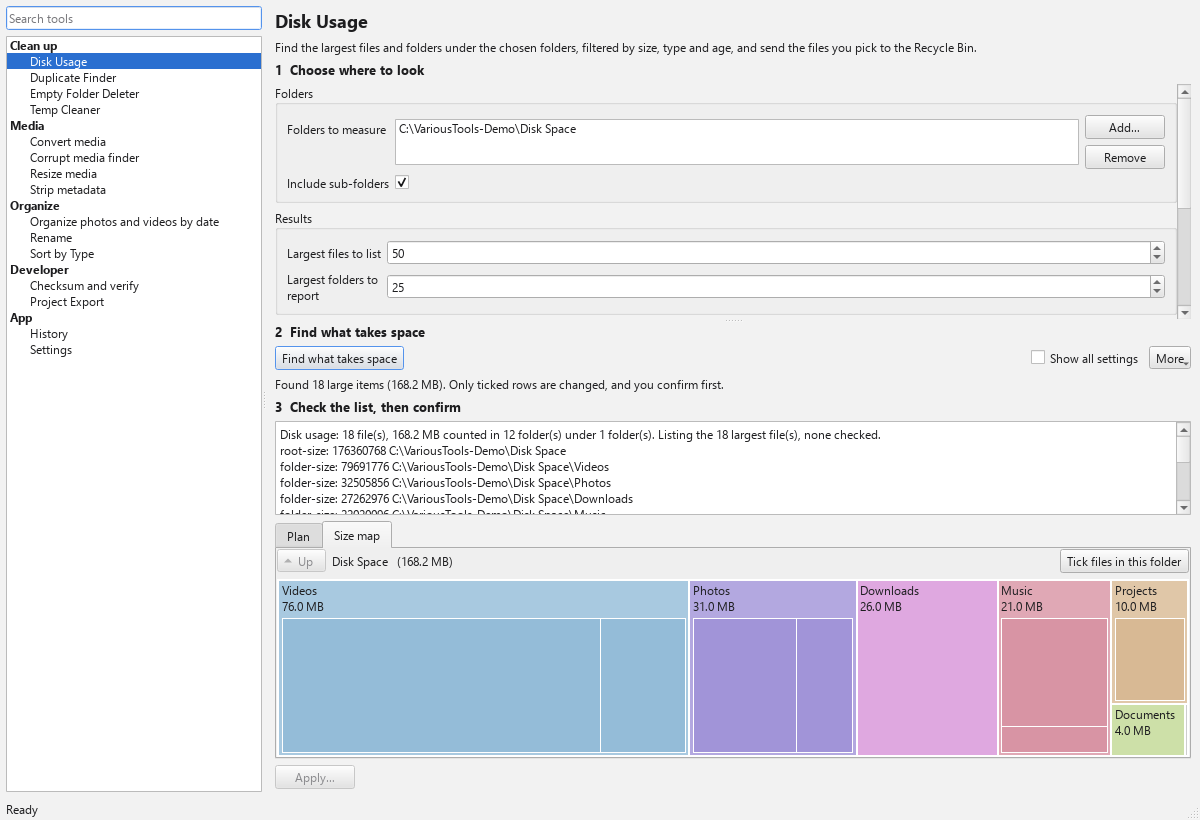 Search tools
Clean up
Disk Usage
Duplicate Finder
Empty Folder Deleter
Temp Cleaner
Media
Convert media
Corrupt media finder
Resize media
Strip metadata
Organize
Organize photos and videos by date
Rename
Sort by Type
Developer
Checksum and verify
Project Export
App
History
Settings
Disk Usage
Find the largest files and folders under the chosen folders, filtered by size, type and age, and send the files you pick to the Recycle Bin.
1 Choose where to look
Folders
Folders to measure
C:\VariousTools-Demo\Disk Space
Add...
Remove
Include sub-folders
Results
Largest files to list
50
Largest folders to
report
25
2 Find what takes space
Find what takes space
Show all settings
More
Found 18 large items (168.2 MB). Only ticked rows are changed, and you confirm first.
3 Check the list, then confirm
Disk usage: 18 file(s), 168.2 MB counted in 12 folder(s) under 1 folder(s). Listing the 18 largest file(s), none checked.
root-size: 176360768 C:\VariousTools-Demo\Disk Space
folder-size: 79691776 C:\VariousTools-Demo\Disk Space\Videos
folder-size: 32505856 C:\VariousTools-Demo\Disk Space\Photos
folder-size: 27262976 C:\VariousTools-Demo\Disk Space\Downloads
folder-size: C:\VariousTools-Demo\Disk Space\Music
Plan
Size map
Up
Disk Space (168.2 MB)
Tick files in this folder
Videos
76.0 MB
Photos
31.0 MB
Downloads
26.0 MB
Music
21.0 MB
Projects
10.0 MB
Documents
4.0 MB
Apply...
Ready